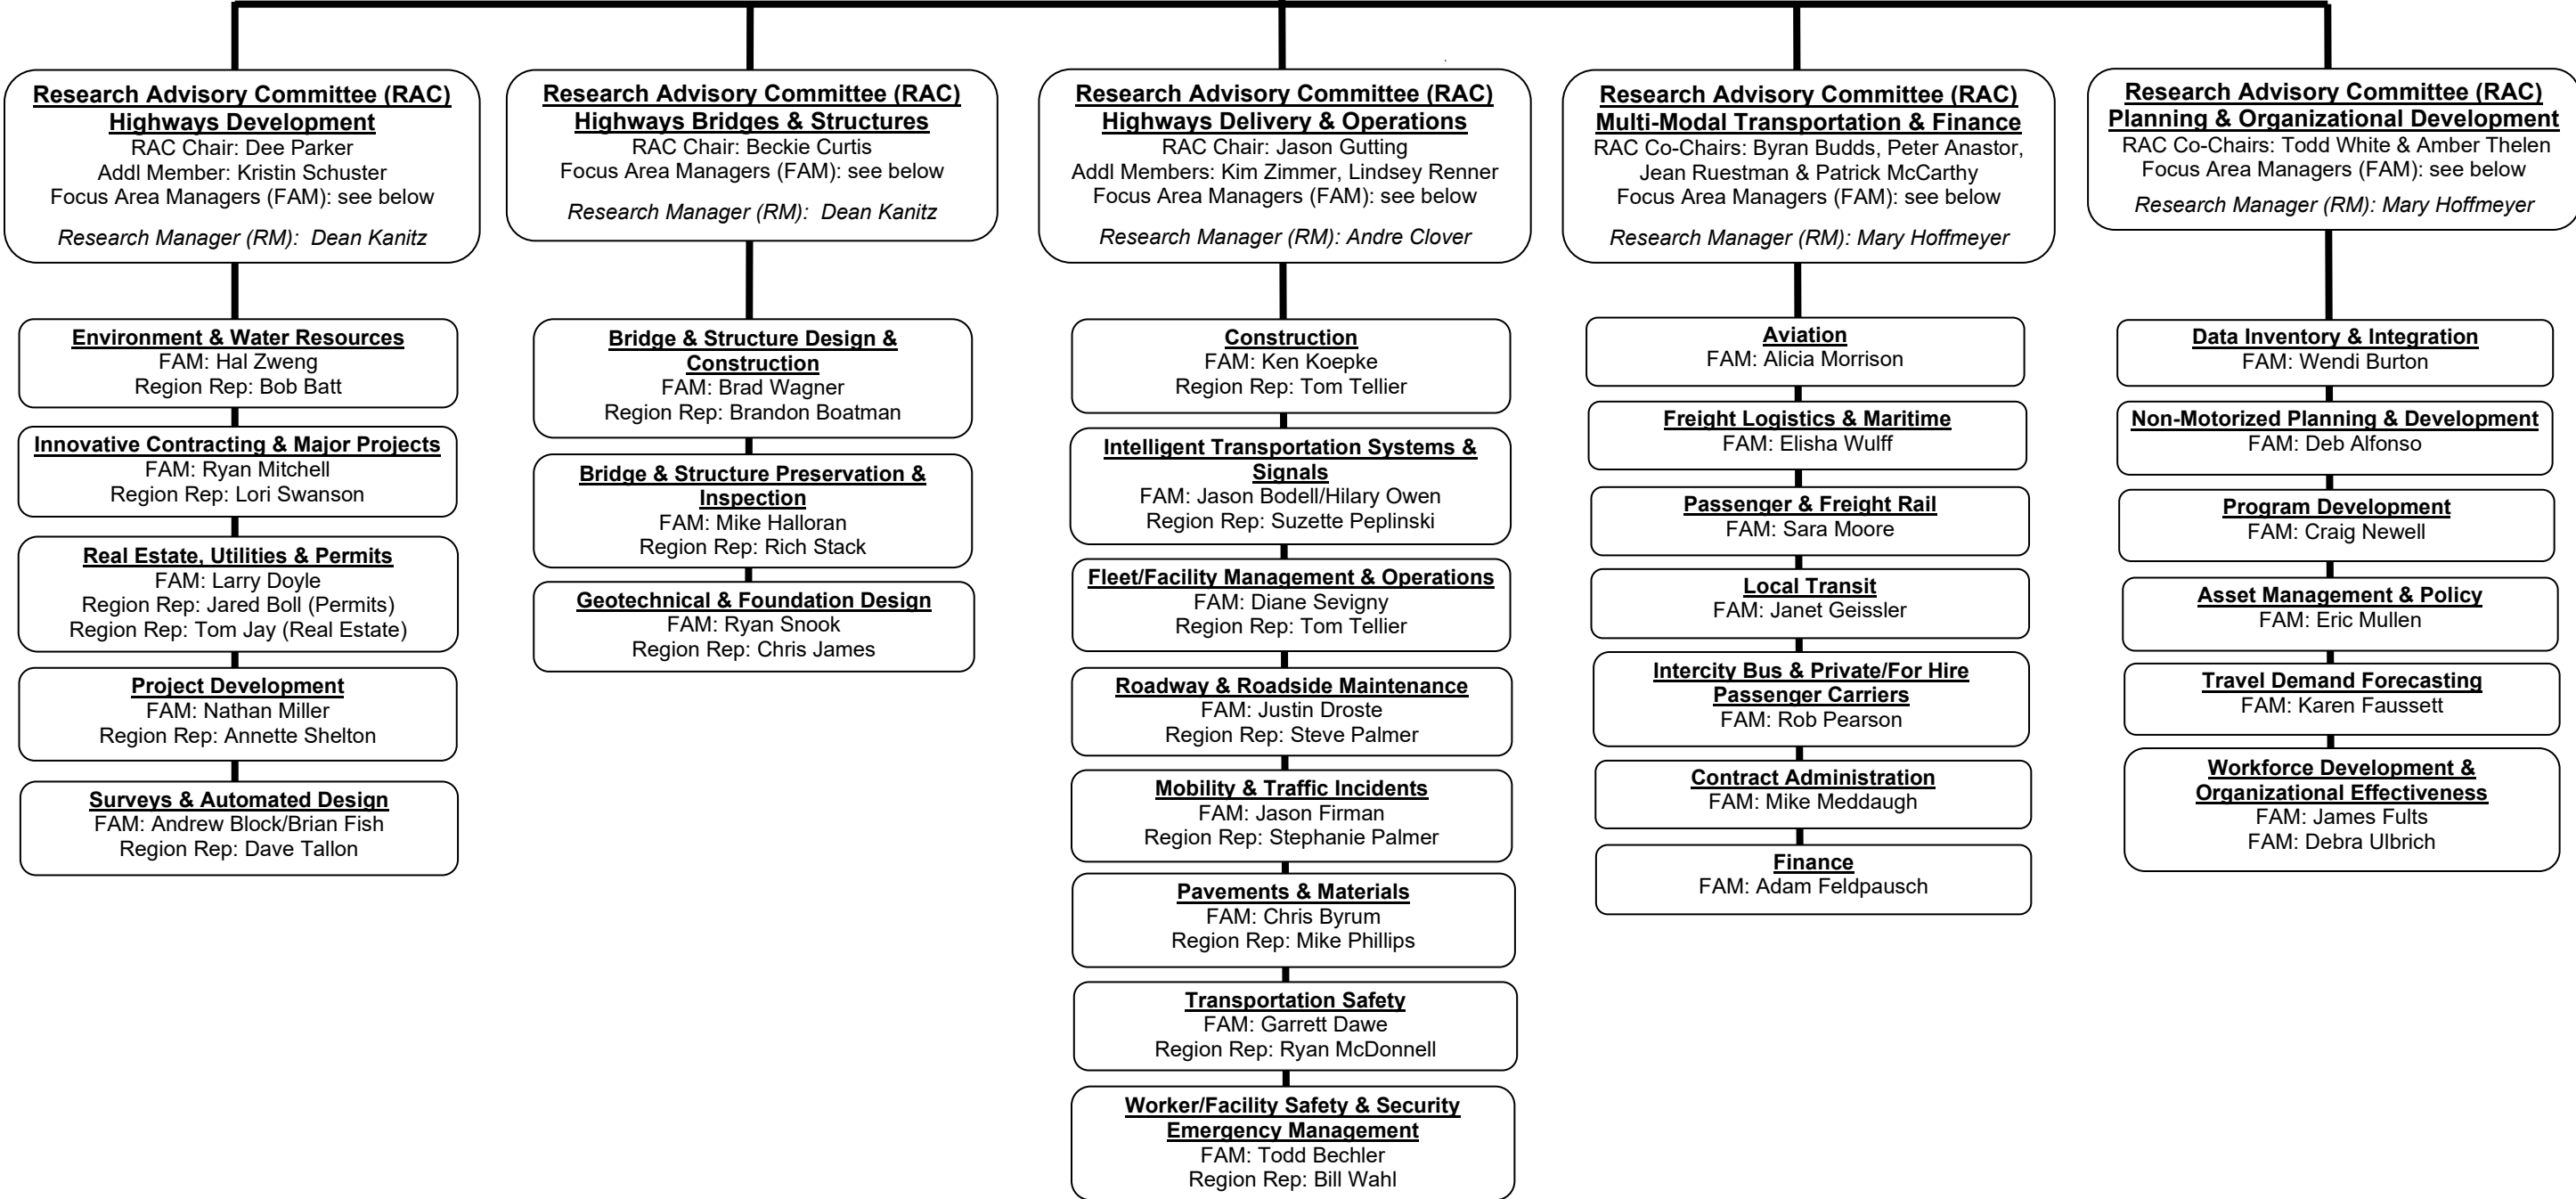 Research Advisory Committee (RAC)
Highways Development
RAC Chair: Dee Parker
Addl Member: Kristin Schuster
Focus Area Managers (FAM): see below
Research Manager (RM):  Dean Kanitz
Environment & Water Resources
FAM: Hal Zweng
Region Rep: Bob Batt
Innovative Contracting & Major Projects
FAM: Ryan Mitchell
Region Rep: Lori Swanson
Real Estate, Utilities & Permits
FAM: Larry Doyle
Region Rep: Jared Boll (Permits)
Region Rep: Tom Jay (Real Estate)
Project Development
FAM: Nathan Miller
Region Rep: Annette Shelton
Surveys & Automated Design
FAM: Andrew Block/Brian Fish
Region Rep: Dave Tallon
Research Advisory Committee (RAC)
Highways Bridges & Structures
RAC Chair: Beckie Curtis
Focus Area Managers (FAM): see below
Research Manager (RM):  Dean Kanitz
Bridge & Structure Design &
Construction
FAM: Brad Wagner
Region Rep: Brandon Boatman
Bridge & Structure Preservation &
Inspection
FAM: Mike Halloran
Region Rep: Rich Stack
Geotechnical & Foundation Design
FAM: Ryan Snook
Region Rep: Chris James
Research Advisory Committee (RAC)
Highways Delivery & Operations
RAC Chair: Jason Gutting
Addl Members: Kim Zimmer, Lindsey Renner
Focus Area Managers (FAM): see below
Research Manager (RM): Andre Clover
Construction
FAM: Ken Koepke
Region Rep: Tom Tellier
Intelligent Transportation Systems &
Signals
FAM: Jason Bodell/Hilary Owen
Region Rep: Suzette Peplinski
Fleet/Facility Management & Operations
FAM: Diane Sevigny
Region Rep: Tom Tellier
Roadway & Roadside Maintenance
FAM: Justin Droste
Region Rep: Steve Palmer
Mobility & Traffic Incidents
FAM: Jason Firman
Region Rep: Stephanie Palmer
Pavements & Materials
FAM: Chris Byrum
Region Rep: Mike Phillips
Transportation Safety
FAM: Garrett Dawe
Region Rep: Ryan McDonnell
Worker/Facility Safety & Security
Emergency Management
FAM: Todd Bechler
Region Rep: Bill Wahl
Research Advisory Committee (RAC)
Multi-Modal Transportation & Finance
RAC Co-Chairs: Byran Budds, Peter Anastor,
Jean Ruestman & Patrick McCarthy
Focus Area Managers (FAM): see below
Research Manager (RM): Mary Hoffmeyer
Aviation
FAM: Alicia Morrison
Freight Logistics & Maritime
FAM: Elisha Wulff
Passenger & Freight Rail
FAM: Sara Moore
Local Transit
FAM: Janet Geissler
Intercity Bus & Private/For Hire
Passenger Carriers
FAM: Rob Pearson
Contract Administration
FAM: Mike Meddaugh
Finance
FAM: Adam Feldpausch
Research Advisory Committee (RAC)
Planning & Organizational Development
RAC Co-Chairs: Todd White & Amber Thelen
Focus Area Managers (FAM): see below
Research Manager (RM): Mary Hoffmeyer
Data Inventory & Integration
FAM: Wendi Burton
Non-Motorized Planning & Development
FAM: Deb Alfonso
Program Development
FAM: Craig Newell
Asset Management & Policy
FAM: Eric Mullen
Travel Demand Forecasting
FAM: Karen Faussett
Workforce Development &
Organizational Effectiveness
FAM: James Fults
FAM: Debra Ulbrich